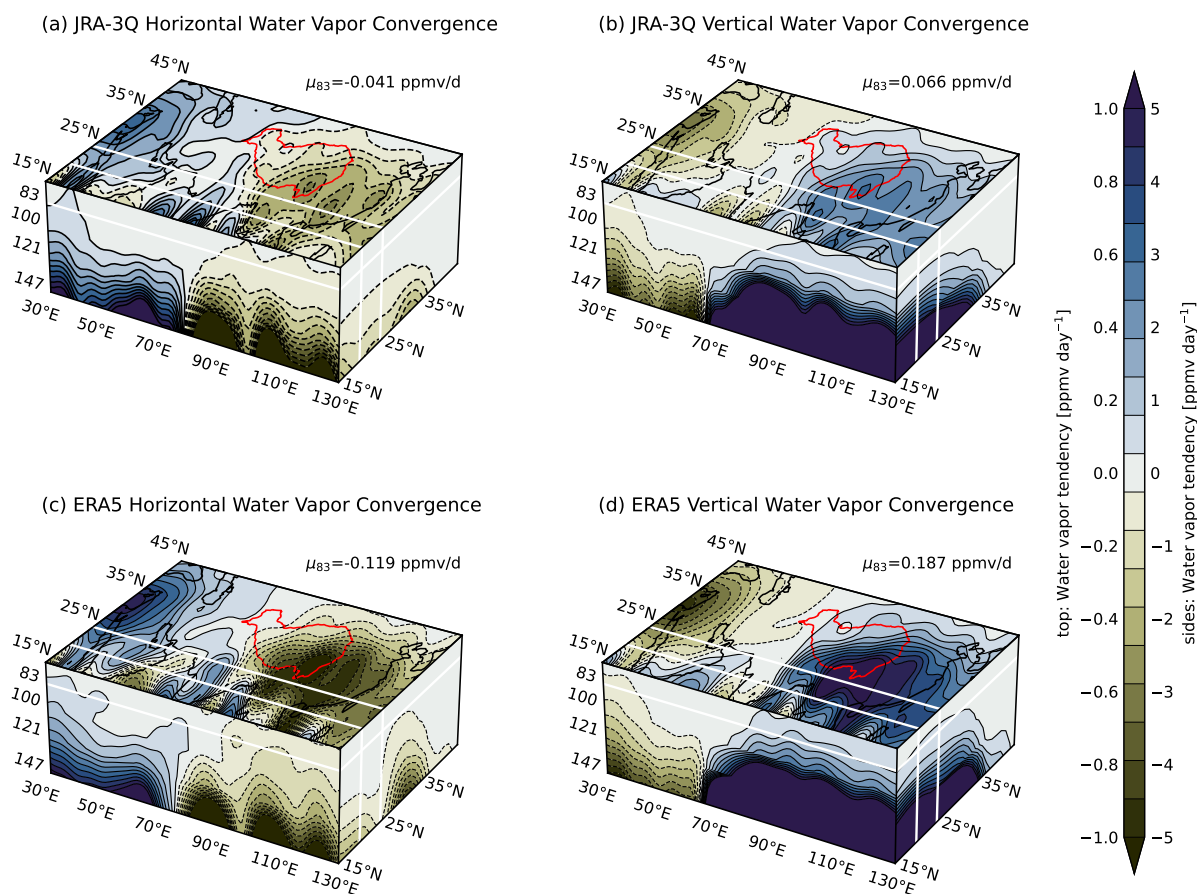 (a) JRA-3Q Horizontal Water Vapor Convergence
μ83=-0.041 ppmv/d
45°N
35°N
25°N
15°N
83
100
121
147
30°E
50°E
70°E
90°E
110°E
130°E
15°N
25°N
35°N
(b) JRA-3Q Vertical Water Vapor Convergence
μ83=0.066 ppmv/d
45°N
35°N
25°N
15°N
83
100
121
147
30°E
50°E
70°E
90°E
110°E
130°E
15°N
25°N
35°N
(c) ERA5 Horizontal Water Vapor Convergence
μ83=-0.119 ppmv/d
45°N
35°N
25°N
15°N
83
100
121
147
30°E
50°E
70°E
90°E
110°E
130°E
15°N
25°N
35°N
(d) ERA5 Vertical Water Vapor Convergence
μ83=0.187 ppmv/d
45°N
35°N
25°N
15°N
83
100
121
147
30°E
50°E
70°E
90°E
110°E
130°E
15°N
25°N
35°N
top: Water vapor tendency [ppmv day−1]
1.0
0.8
0.6
0.4
0.2
0.0
−0.2
−0.4
−0.6
−0.8
−1.0
5
4
3
2
1
0
−1
−2
−3
−4
−5
sides: Water vapor tendency [ppmv day−1]